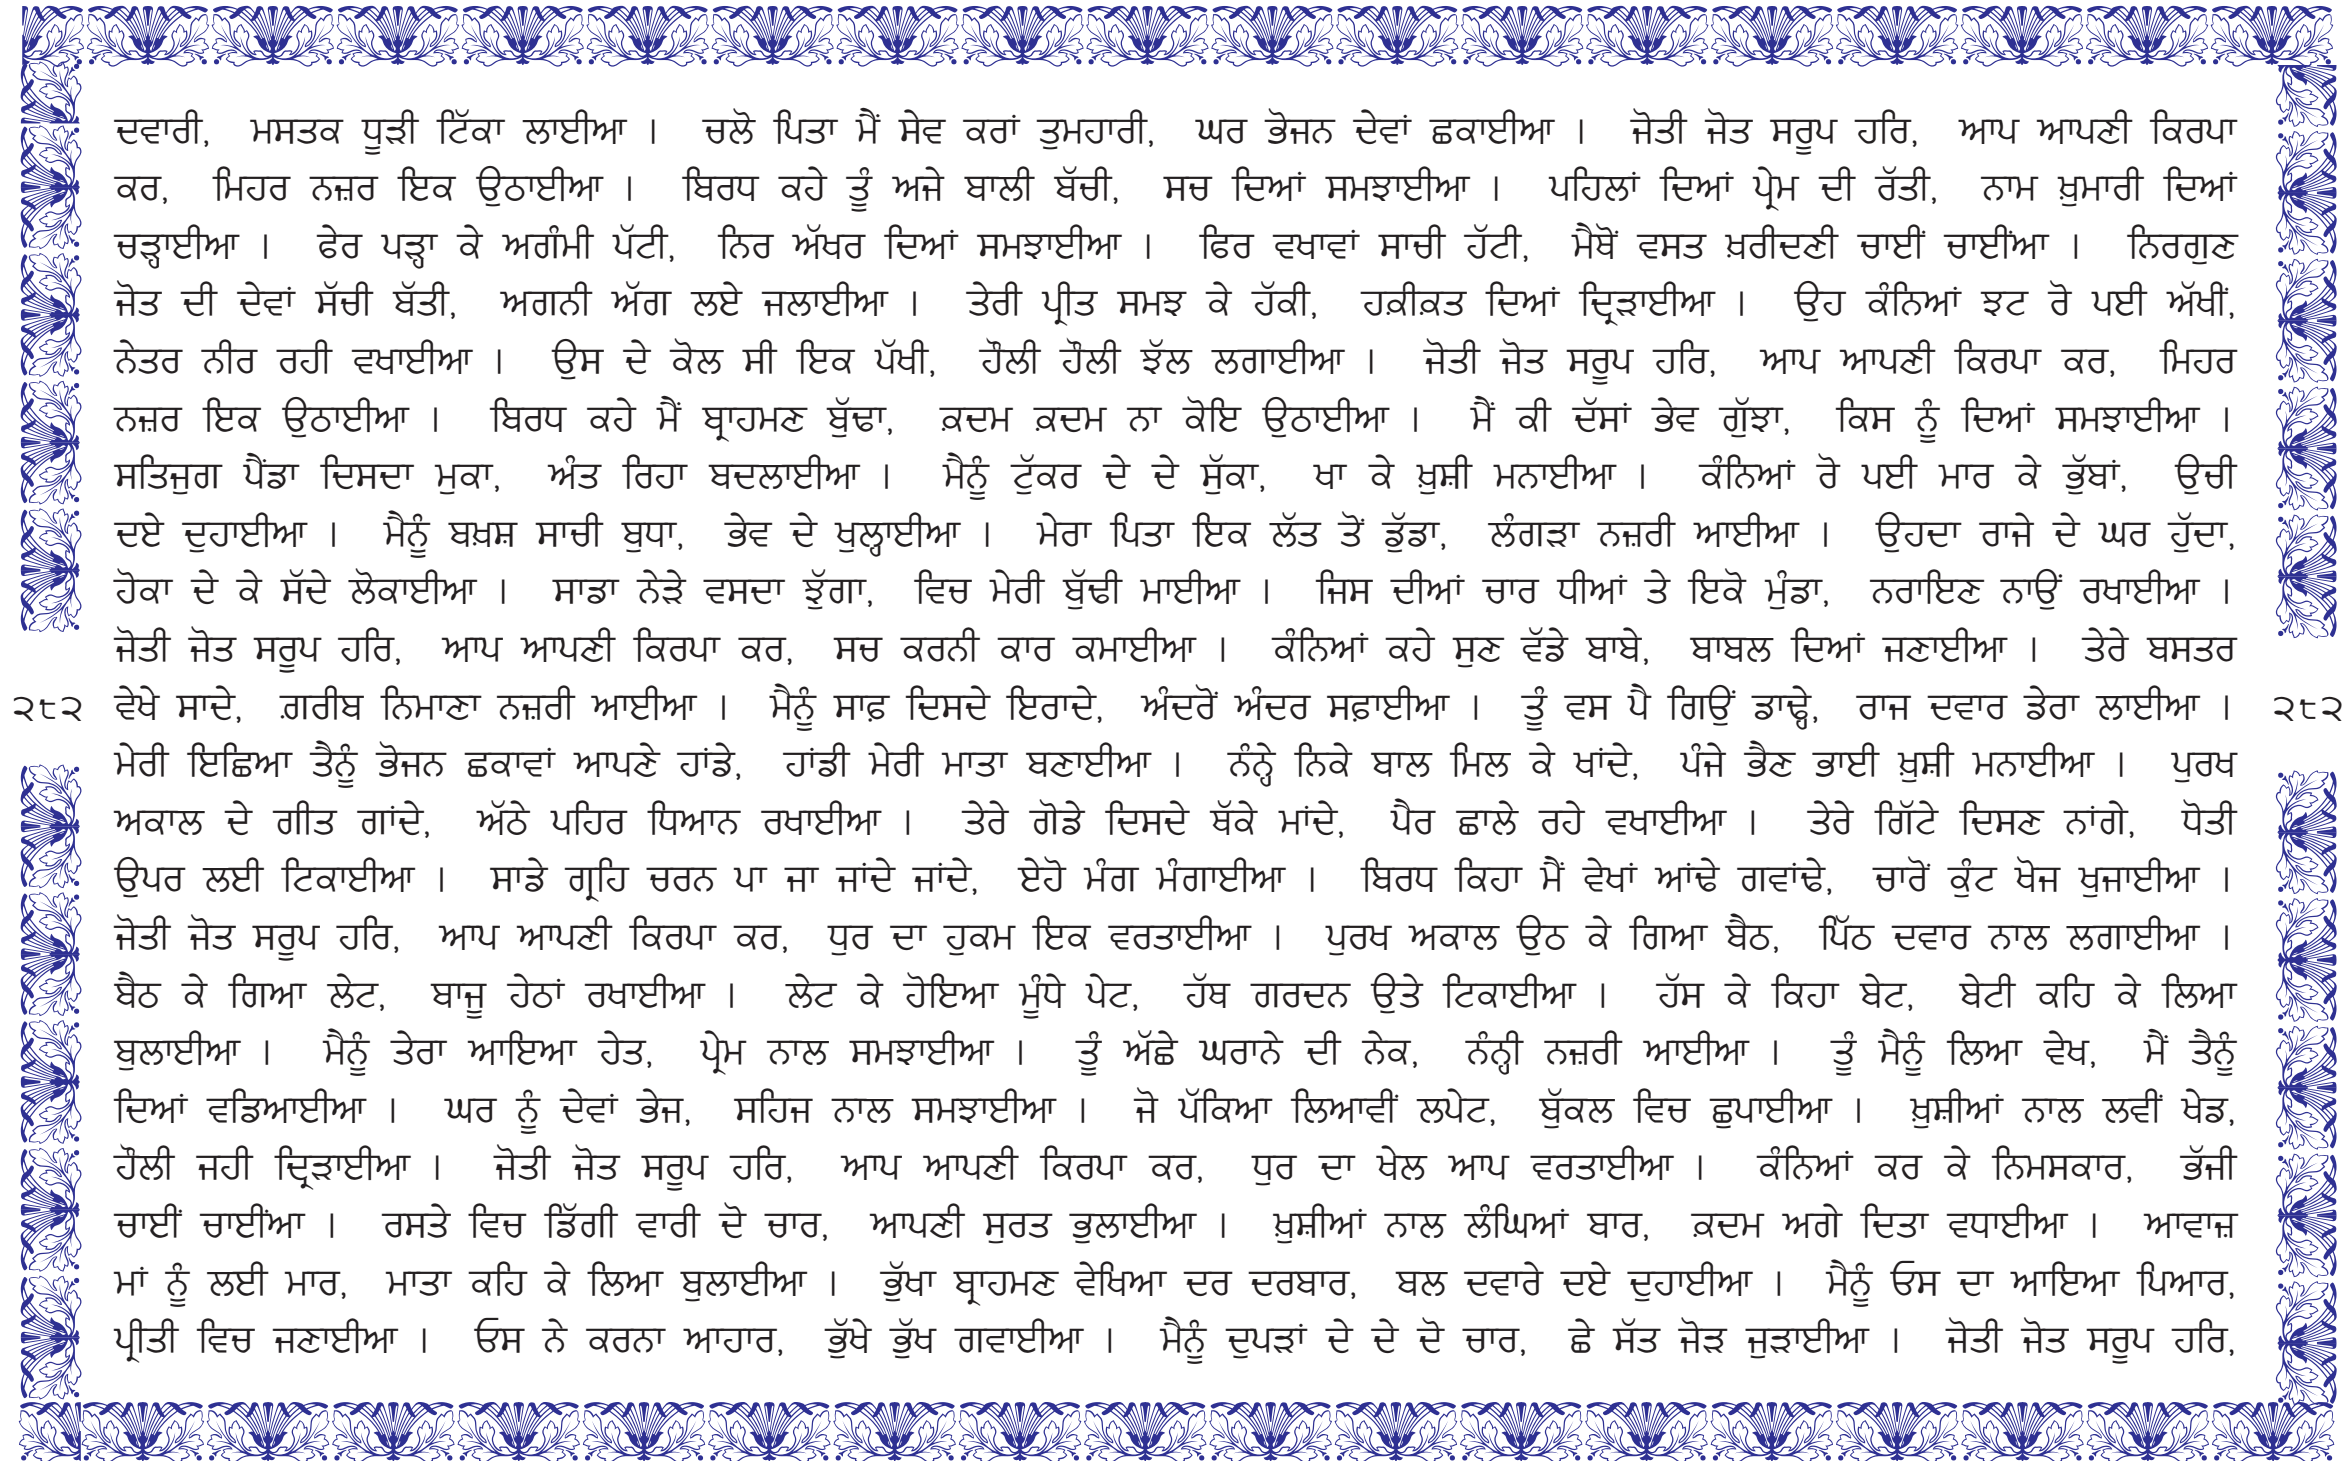 ਦਵਾਰੀ, ਮਸਤਕ ਧੂੜੀ ਟਿੱਕਾ ਲਾਈਆ । ਚਲੋ ਪਿਤਾ ਮੈਂ ਸੇਵ ਕਰਾਂ ਤੁਮਹਾਰੀ, ਘਰ ਭੋਜਨ ਦੇਵਾਂ ਛਕਾਈਆ । ਜੋਤੀ ਜੋਤ ਸਰੂਪ ਹਰਿ, ਆਪ ਆਪਣੀ ਕਿਰਪਾ
ਕਰ, ਮਿਹਰ ਨਜ਼ਰ ਇਕ ਉਠਾਈਆ । ਬਿਰਧ ਕਹੇ ਤੂੰ ਅਜੇ ਬਾਲੀ ਬੱਚੀ, ਸਚ ਦਿਆਂ ਸਮਝਾਈਆ । ਪਹਿਲਾਂ ਦਿਆਂ ਪ੍ਰੇਮ ਦੀ ਰੱਤੀ, ਨਾਮ ਖ਼ੁਮਾਰੀ ਦਿਆਂ
ਚੜ੍ਹਾਈਆ । ਫੇਰ ਪੜ੍ਹਾ ਕੇ ਅਗੰਮੀ ਪੱਟੀ, ਨਿਰ ਅੱਖਰ ਦਿਆਂ ਸਮਝਾਈਆ । ਫਿਰ ਵਖਾਵਾਂ ਸਾਚੀ ਹੱਟੀ, ਮੈਥੋਂ ਵਸਤ ਖ਼ਰੀਦਣੀ ਚਾਈਂ ਚਾਈਂਆ । ਨਿਰਗੁਣ
ਜੋਤ ਦੀ ਦੇਵਾਂ ਸੱਚੀ ਬੱਤੀ, ਅਗਨੀ ਅੱਗ ਲਏ ਜਲਾਈਆ । ਤੇਰੀ ਪ੍ਰੀਤ ਸਮਝ ਕੇ ਹੱਕੀ, ਹਕ਼ੀਕ਼ਤ ਦਿਆਂ ਦ੍ਰਿੜਾਈਆ । ਉਹ ਕੰਨਿਆਂ ਝਟ ਰੋ ਪਈ ਅੱਖੀਂ,
ਨੇਤਰ ਨੀਰ ਰਹੀ ਵਖਾਈਆ । ਉਸ ਦੇ ਕੋਲ ਸੀ ਇਕ ਪੱਖੀ, ਹੌਲੀ ਹੌਲੀ ਝੱਲ ਲਗਾਈਆ । ਜੋਤੀ ਜੋਤ ਸਰੂਪ ਹਰਿ, ਆਪ ਆਪਣੀ ਕਿਰਪਾ ਕਰ, ਮਿਹਰ
ਨਜ਼ਰ ਇਕ ਉਠਾਈਆ । ਬਿਰਧ ਕਹੇ ਮੈਂ ਬ੍ਰਾਹਮਣ ਬੁੱਢਾ, ਕ਼ਦਮ ਕ਼ਦਮ ਨਾ ਕੋਇ ਉਠਾਈਆ । ਮੈਂ ਕੀ ਦੱਸਾਂ ਭੇਵ ਗੁੱਝਾ, ਕਿਸ ਨੂੰ ਦਿਆਂ ਸਮਝਾਈਆ ।
ਸਤਿਜੁਗ ਪੈਂਡਾ ਦਿਸਦਾ ਮੁਕਾ, ਅੰਤ ਰਿਹਾ ਬਦਲਾਈਆ । ਮੈਨੂੰ ਟੁੱਕਰ ਦੇ ਦੇ ਸੁੱਕਾ, ਖਾ ਕੇ ਖ਼ੁਸ਼ੀ ਮਨਾਈਆ । ਕੰਨਿਆਂ ਰੋ ਪਈ ਮਾਰ ਕੇ ਭੁੱਬਾਂ, ਉਚੀ
ਦਏ ਦੁਹਾਈਆ । ਮੈਨੂੰ ਬਖ਼ਸ਼ ਸਾਚੀ ਬੁਧਾ, ਭੇਵ ਦੇ ਖੁਲ੍ਹਾਈਆ । ਮੇਰਾ ਪਿਤਾ ਇਕ ਲੱਤ ਤੋਂ ਡੁੱਡਾ, ਲੰਗੜਾ ਨਜ਼ਰੀ ਆਈਆ । ਉਹਦਾ ਰਾਜੇ ਦੇ ਘਰ ਹੁੱਦਾ,
ਹੋਕਾ ਦੇ ਕੇ ਸੱਦੇ ਲੋਕਾਈਆ । ਸਾਡਾ ਨੇੜੇ ਵਸਦਾ ਝੁੱਗਾ, ਵਿਚ ਮੇਰੀ ਬੁੱਢੀ ਮਾਈਆ । ਜਿਸ ਦੀਆਂ ਚਾਰ ਧੀਆਂ ਤੇ ਇਕੋ ਮੁੰਡਾ, ਨਰਾਇਣ ਨਾਉਂ ਰਖਾਈਆ ।
ਜੋਤੀ ਜੋਤ ਸਰੂਪ ਹਰਿ, ਆਪ ਆਪਣੀ ਕਿਰਪਾ ਕਰ, ਸਚ ਕਰਨੀ ਕਾਰ ਕਮਾਈਆ । ਕੰਨਿਆਂ ਕਹੇ ਸੁਣ ਵੱਡੇ ਬਾਬੇ, ਬਾਬਲ ਦਿਆਂ ਜਣਾਈਆ । ਤੇਰੇ ਬਸਤਰ
੨੮੨ ਵੇਖੇ ਸਾਦੇ, ਗ਼ਰੀਬ ਨਿਮਾਣਾ ਨਜ਼ਰੀ ਆਈਆ । ਮੈਨੂੰ ਸਾਫ਼ ਦਿਸਦੇ ਇਰਾਦੇ, ਅੰਦਰੋਂ ਅੰਦਰ ਸਫ਼ਾਈਆ । ਤੂੰ ਵਸ ਪੈ ਗਿਉਂ ਡਾਢ੍ਹੇ, ਰਾਜ ਦਵਾਰ ਡੇਰਾ ਲਾਈਆ । ੨੮੨
ਮੇਰੀ ਇਛਿਆ ਤੈਨੂੰ ਭੋਜਨ ਛਕਾਵਾਂ ਆਪਣੇ ਹਾਂਡੇ, ਹਾਂਡੀ ਮੇਰੀ ਮਾਤਾ ਬਣਾਈਆ । ਨੰਨ੍ਹੇ ਨਿਕੇ ਬਾਲ ਮਿਲ ਕੇ ਖਾਂਦੇ, ਪੰਜੇ ਭੈਣ ਭਾਈ ਖ਼ੁਸ਼ੀ ਮਨਾਈਆ । ਪੁਰਖ
ਅਕਾਲ ਦੇ ਗੀਤ ਗਾਂਦੇ, ਅੱਠੇ ਪਹਿਰ ਧਿਆਨ ਰਖਾਈਆ । ਤੇਰੇ ਗੋਡੇ ਦਿਸਦੇ ਥੱਕੇ ਮਾਂਦੇ, ਪੈਰ ਛਾਲੇ ਰਹੇ ਵਖਾਈਆ । ਤੇਰੇ ਗਿੱਟੇ ਦਿਸਣ ਨਾਂਗੇ, ਧੋਤੀ
ਉਪਰ ਲਈ ਟਿਕਾਈਆ । ਸਾਡੇ ਗ੍ਰਹਿ ਚਰਨ ਪਾ ਜਾ ਜਾਂਦੇ ਜਾਂਦੇ, ਏਹੋ ਮੰਗ ਮੰਗਾਈਆ । ਬਿਰਧ ਕਿਹਾ ਮੈਂ ਵੇਖਾਂ ਆਂਢੇ ਗਵਾਂਢੇ, ਚਾਰੋਂ ਕੁੰਟ ਖੋਜ ਖੁਜਾਈਆ ।
ਜੋਤੀ ਜੋਤ ਸਰੂਪ ਹਰਿ, ਆਪ ਆਪਣੀ ਕਿਰਪਾ ਕਰ, ਧੁਰ ਦਾ ਹੁਕਮ ਇਕ ਵਰਤਾਈਆ । ਪੁਰਖ ਅਕਾਲ ਉਠ ਕੇ ਗਿਆ ਬੈਠ, ਪਿੱਠ ਦਵਾਰ ਨਾਲ ਲਗਾਈਆ ।
ਬੈਠ ਕੇ ਗਿਆ ਲੇਟ, ਬਾਜੂ ਹੇਠਾਂ ਰਖਾਈਆ । ਲੇਟ ਕੇ ਹੋਇਆ ਮੂੰਧੇ ਪੇਟ, ਹੱਥ ਗਰਦਨ ਉਤੇ ਟਿਕਾਈਆ । ਹੱਸ ਕੇ ਕਿਹਾ ਬੇਟ, ਬੇਟੀ ਕਹਿ ਕੇ ਲਿਆ
ਬੁਲਾਈਆ । ਮੈਨੂੰ ਤੇਰਾ ਆਇਆ ਹੇਤ, ਪ੍ਰੇਮ ਨਾਲ ਸਮਝਾਈਆ । ਤੂੰ ਅੱਛੇ ਘਰਾਨੇ ਦੀ ਨੇਕ, ਨੰਨ੍ਹੀ ਨਜ਼ਰੀ ਆਈਆ । ਤੂੰ ਮੈਨੂੰ ਲਿਆ ਵੇਖ, ਮੈਂ ਤੈਨੂੰ
ਦਿਆਂ ਵਡਿਆਈਆ । ਘਰ ਨੂੰ ਦੇਵਾਂ ਭੇਜ, ਸਹਿਜ ਨਾਲ ਸਮਝਾਈਆ । ਜੋ ਪੱਕਿਆ ਲਿਆਵੀਂ ਲਪੇਟ, ਬੁੱਕਲ ਵਿਚ ਛੁਪਾਈਆ । ਖ਼ੁਸ਼ੀਆਂ ਨਾਲ ਲਵੀਂ ਖੇਡ,
ਹੌਲੀ ਜਹੀ ਦ੍ਰਿੜਾਈਆ । ਜੋਤੀ ਜੋਤ ਸਰੂਪ ਹਰਿ, ਆਪ ਆਪਣੀ ਕਿਰਪਾ ਕਰ, ਧੁਰ ਦਾ ਖੇਲ ਆਪ ਵਰਤਾਈਆ । ਕੰਨਿਆਂ ਕਰ ਕੇ ਨਿਮਸਕਾਰ, ਭੱਜੀ
ਚਾਈਂ ਚਾਈਂਆ । ਰਸਤੇ ਵਿਚ ਡਿੱਗੀ ਵਾਰੀ ਦੋ ਚਾਰ, ਆਪਣੀ ਸੁਰਤ ਭੁਲਾਈਆ । ਖ਼ੁਸ਼ੀਆਂ ਨਾਲ ਲੰਘਿਆਂ ਬਾਰ, ਕ਼ਦਮ ਅਗੇ ਦਿਤਾ ਵਧਾਈਆ । ਆਵਾਜ਼
ਮਾਂ ਨੂੰ ਲਈ ਮਾਰ, ਮਾਤਾ ਕਹਿ ਕੇ ਲਿਆ ਬੁਲਾਈਆ । ਭੁੱਖਾ ਬ੍ਰਾਹਮਣ ਵੇਖਿਆ ਦਰ ਦਰਬਾਰ, ਬਲ ਦਵਾਰੇ ਦਏ ਦੁਹਾਈਆ । ਮੈਨੂੰ ਓਸ ਦਾ ਆਇਆ ਪਿਆਰ,
ਪ੍ਰੀਤੀ ਵਿਚ ਜਣਾਈਆ । ਓਸ ਨੇ ਕਰਨਾ ਆਹਾਰ, ਭੁੱਖੇ ਭੁੱਖ ਗਵਾਈਆ । ਮੈਨੂੰ ਦੁਪੜਾਂ ਦੇ ਦੇ ਦੋ ਚਾਰ, ਛੇ ਸੱਤ ਜੋੜ ਜੁੜਾਈਆ । ਜੋਤੀ ਜੋਤ ਸਰੂਪ ਹਰਿ,